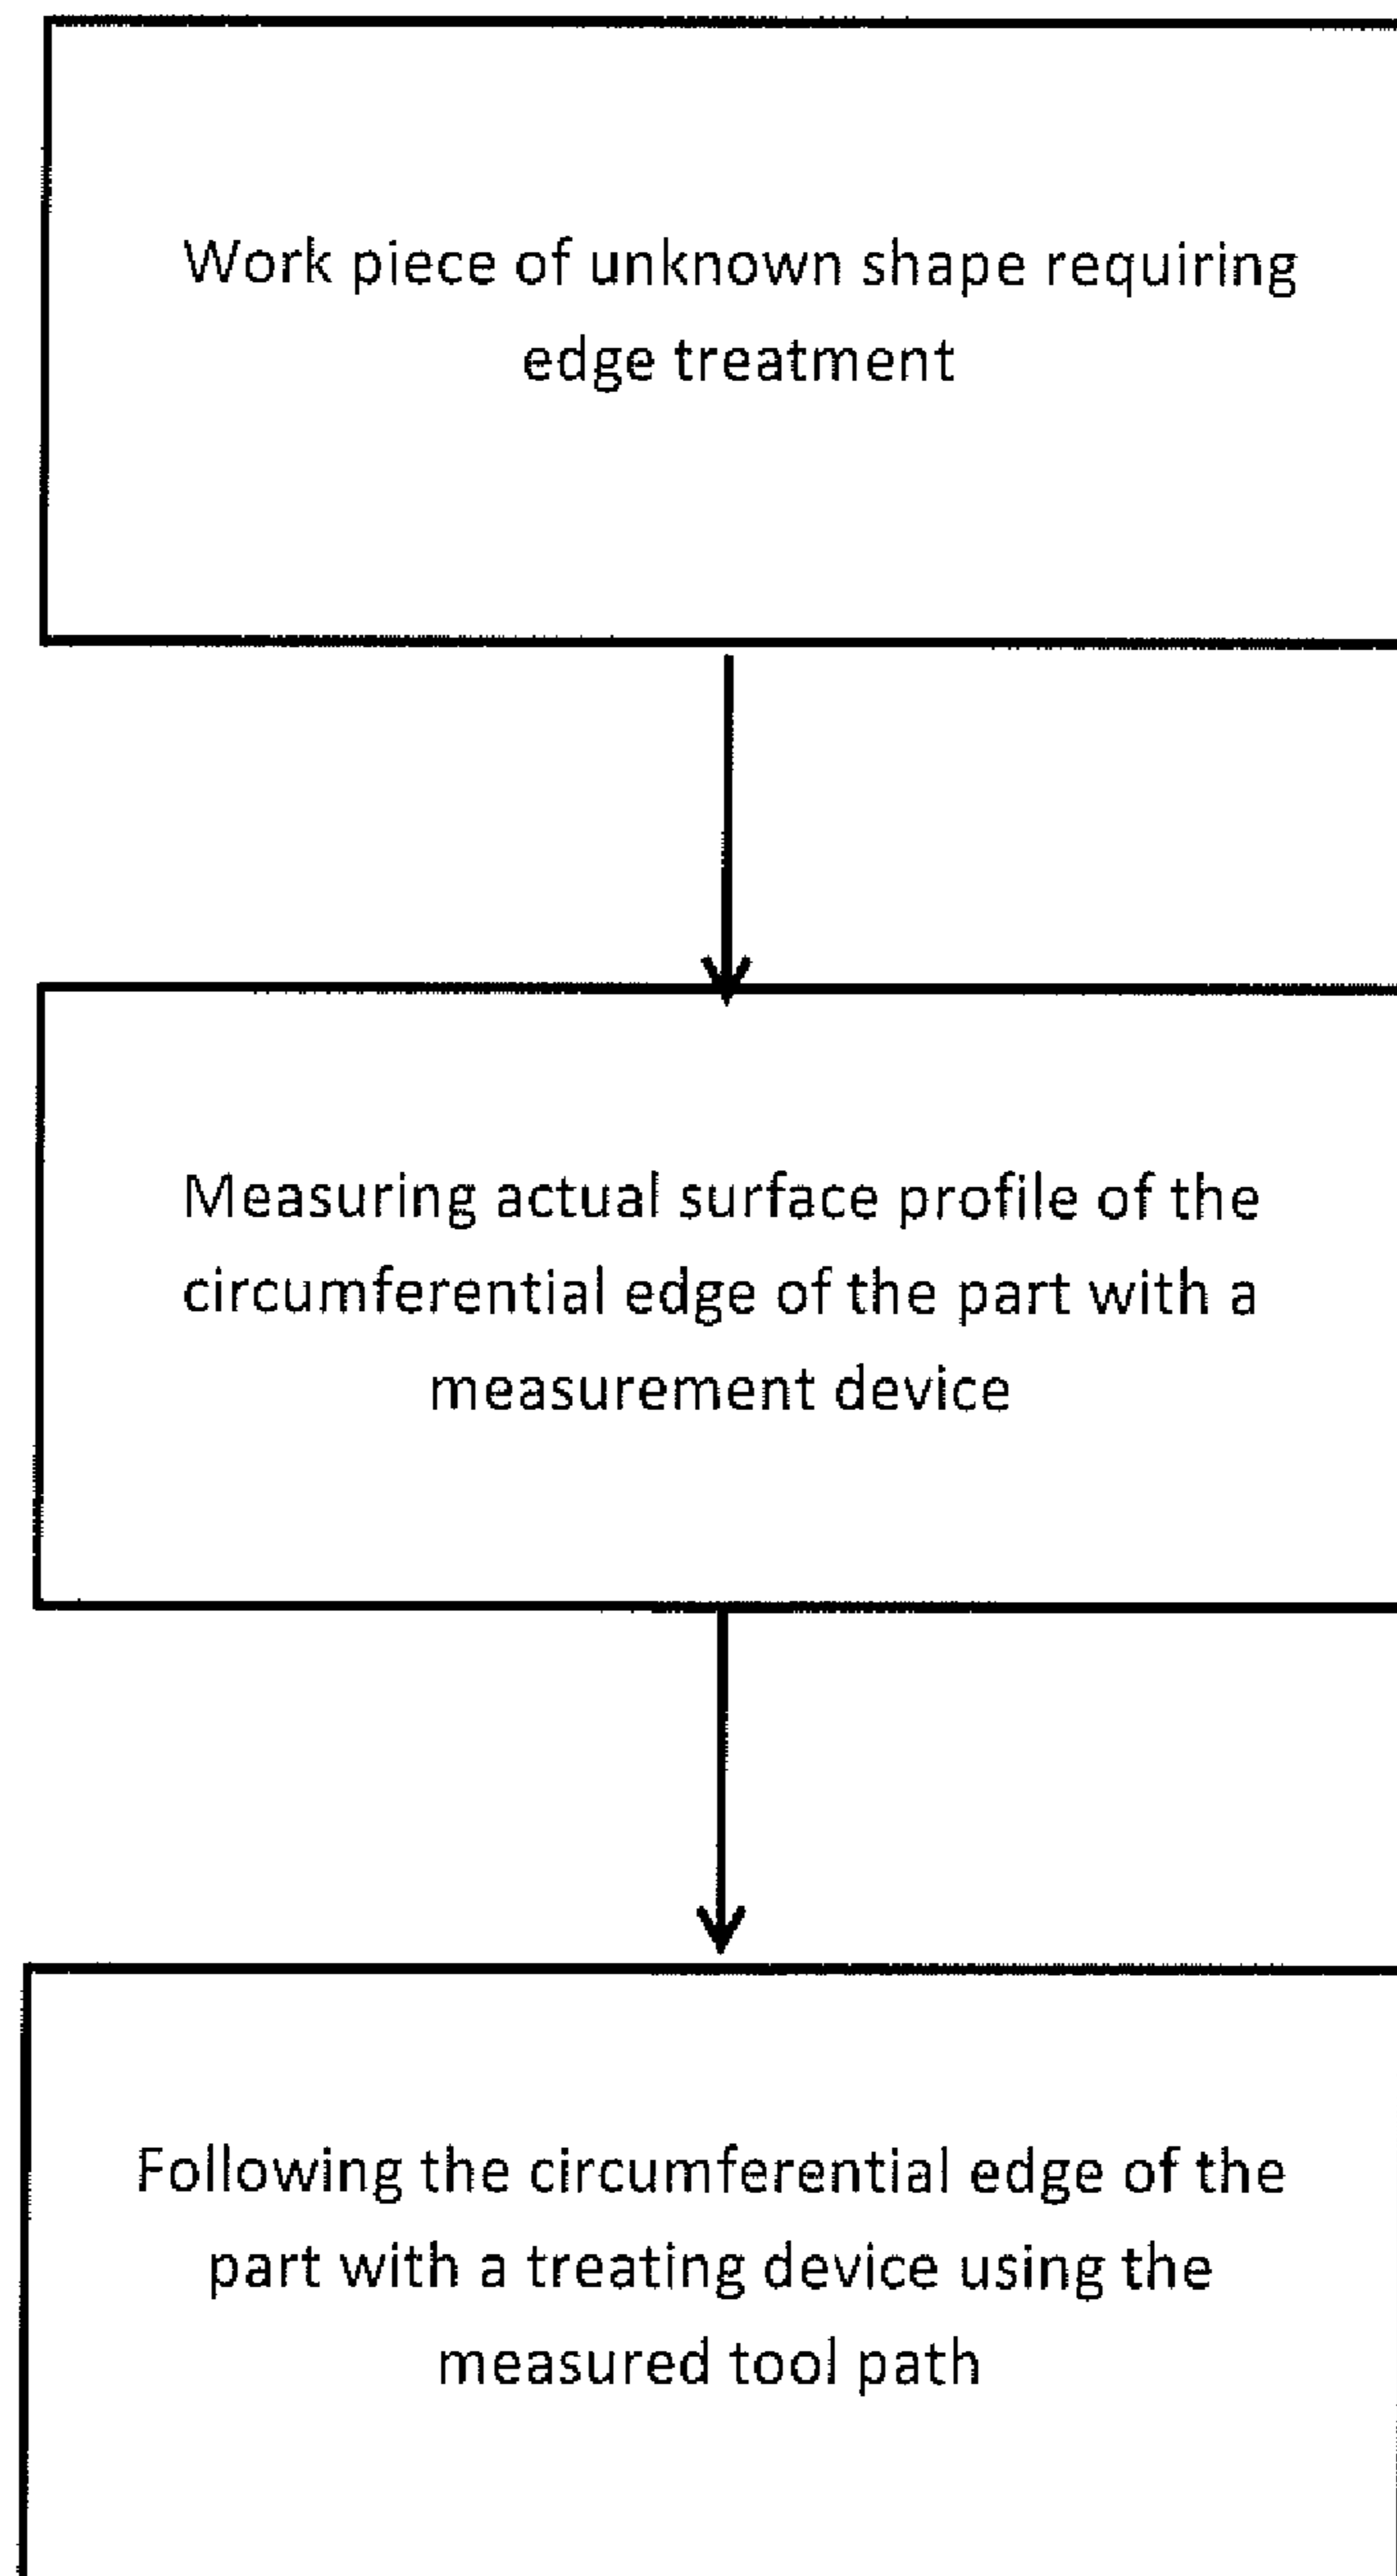 Work piece of unknown shape requiring
edge treatment
Measuring actual surface profile of the
circumferential edge of the part with a
measurement device
Following the circumferential edge of the
part with a treating device using the
measured tool path